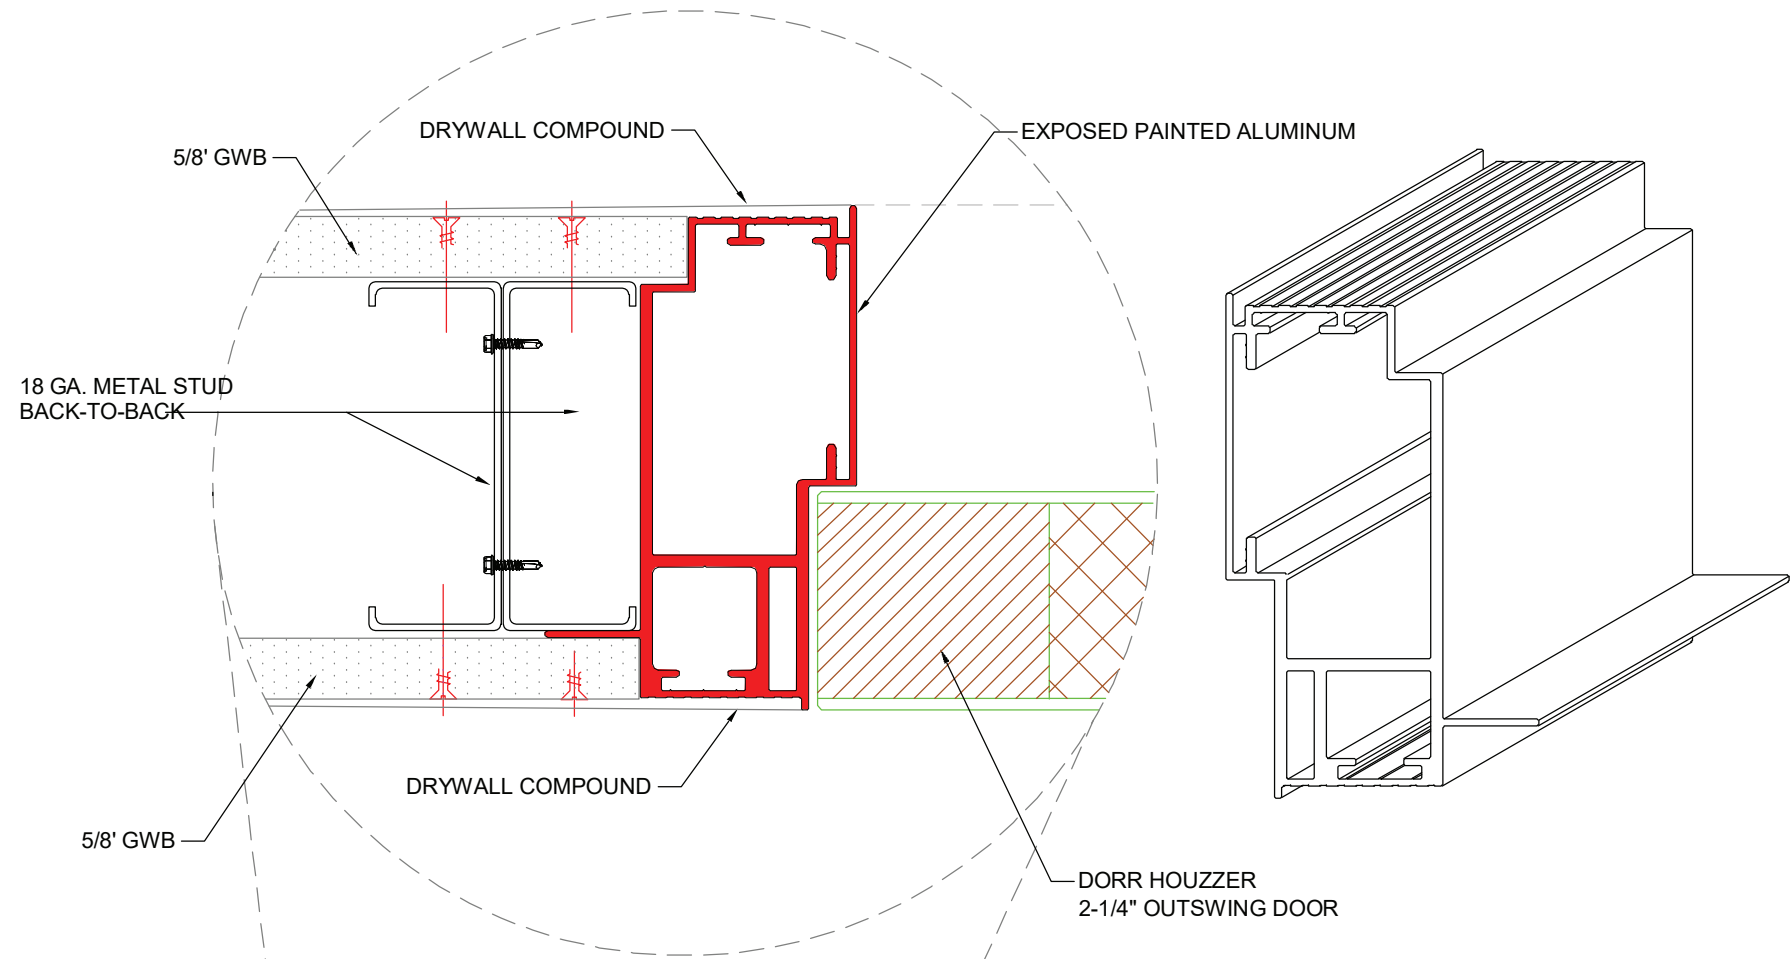 DRYWALL COMPOUND
EXPOSED PAINTED ALUMINUM
5/8' GWB
18 GA. METAL STUD
BACK-TO-BACK
DRYWALL COMPOUND
5/8' GWB
DORR HOUZZER
2-1/4" OUTSWING DOOR